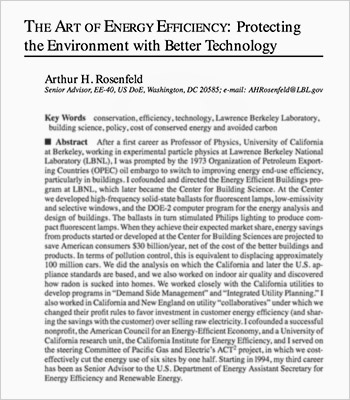 THE ART OF ENERGY EFFICIENCY: Protecting
the Environment with Better Technology
Arthur H. Rosenfeld
Senior Advisor, EE-40, US DoE, Washington, DC 20585; e-mail: AHRosenfeld@LBL.gov
Key Words conservation, efficiency, technology, Lawrence Berkeley Laboratory,
building science, policy, cost of conserved energy and avoided carbon
■ Abstract After a first career as Professor of Physics, University of California
at Berkeley, working in experimental particle physics at Lawrence Berkeley National
Laboratory (LBNL), I was prompted by the 1973 Organization of Petroleum Export-
ing Countries (OPEC) oil embargo to switch to improving energy end-use efficiency,
particularly in buildings. I cofounded and directed the Energy Efficient Buildings pro-
gram at LBNL, which later became the Center for Building Science. At the Center
we developed high-frequency solid-state ballasts for fluorescent lamps, low-emissivity
and selective windows, and the DOE-2 computer program for the energy analysis and
design of buildings. The ballasts in turn stimulated Philips lighting to produce com-
pact fluorescent lamps. When they achieve their expected market share, energy savings
from products started or developed at the Center for Building Sciences are projected to
save American consumers $30 billion/year, net of the cost of the better buildings and
products. In terms of pollution control, this is equivalent to displacing approximately
100 million cars. We did the analysis on which the California and later the U.S. ap-
pliance standards are based, and we also worked on indoor air quality and discovered
how radon is sucked into homes. We worked closely with the California utilities to
develop programs in "Demand Side Management" and "Integrated Utility Planning." I
also worked in California and New England on utility "collaboratives" under which we
changed their profit rules to favor investment in customer energy efficiency (and shar-
ing the savings with the customer) over selling raw electricity. I cofounded a successful
nonprofit, the American Council for an Energy-Efficient Economy, and a University of
California research unit, the California Institute for Energy Efficiency, and I served on
the steering Committee of Pacific Gas and Electric's ACT² project, in which we cost-
effectively cut the energy use of six sites by one half. Starting in 1994, my third career
has been as Senior Advisor to the U.S. Department of Energy Assistant Secretary for
Energy Efficiency and Renewable Energy.